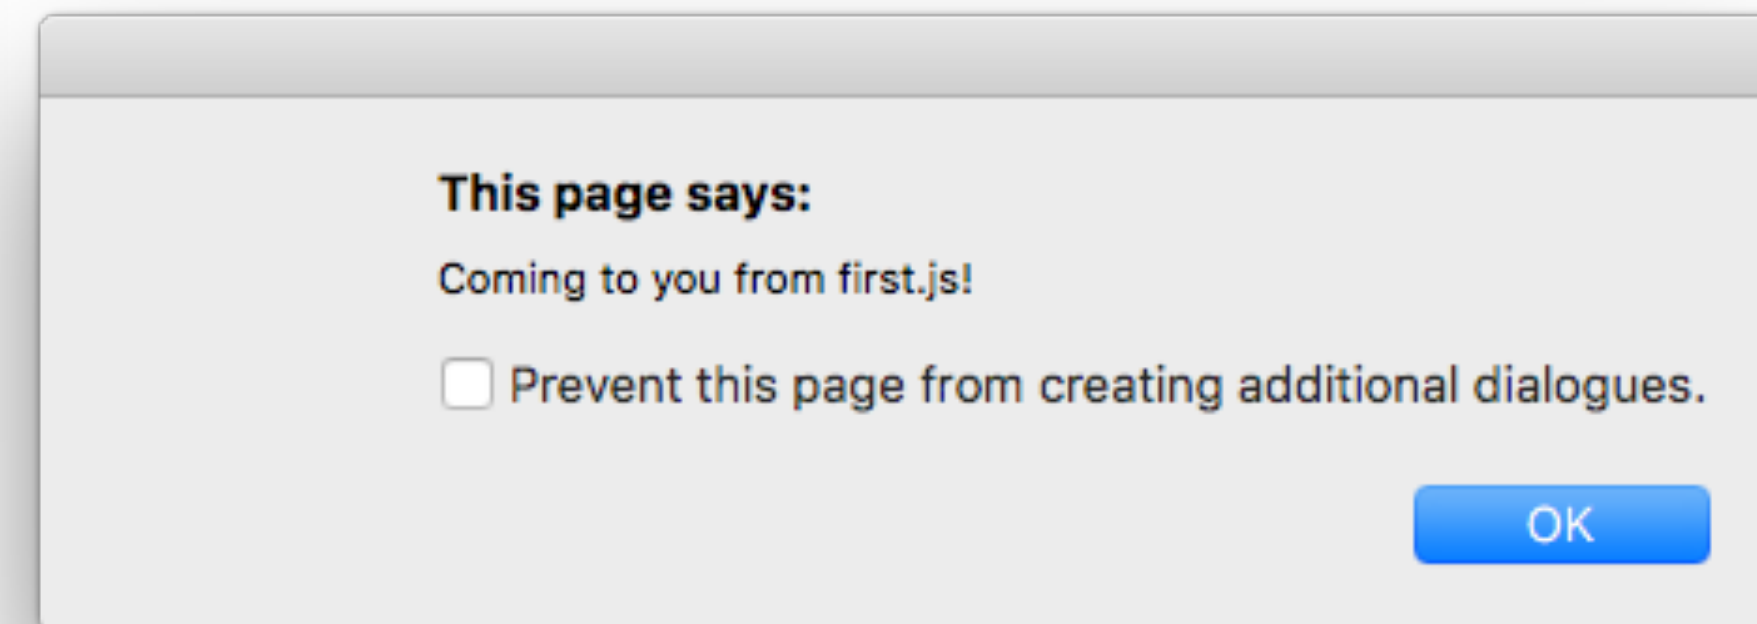 This page says:
Coming to you from first.js!
Prevent this page from creating additional dialogues.
OK